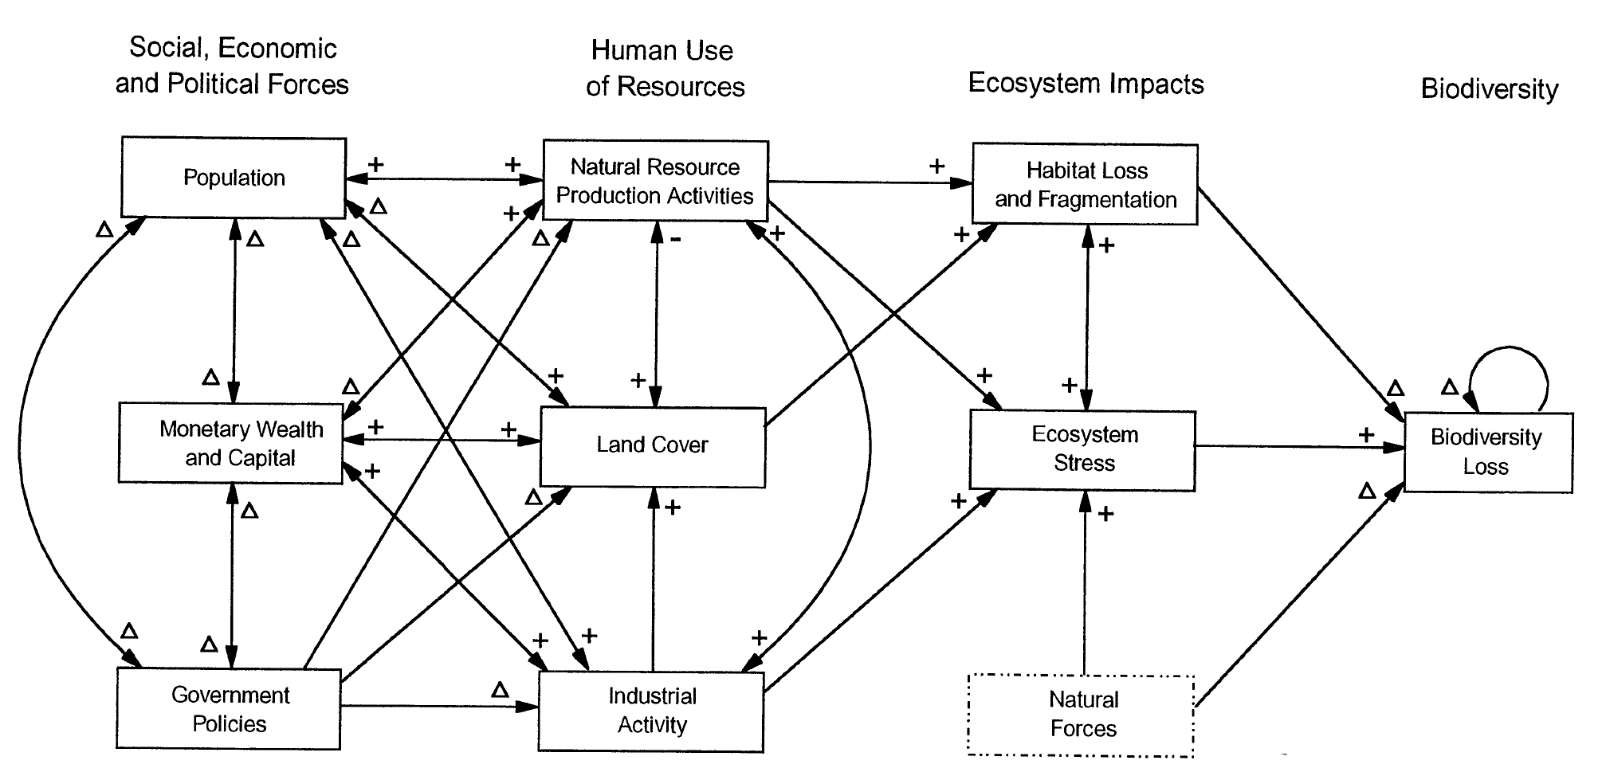 Social, Economic
and Political Forces
Human Use
of Resources
Ecosystem Impacts
Biodiversity
Population
+
+
Natural Resource
Production Activities
+
Habitat Loss
and Fragmentation
Δ
Δ
Δ
Δ
+
Δ
-
+
+
+
Δ
Δ
+
+
+
+
Δ
Δ
Monetary Wealth
and Capital
+
+
Land Cover
Ecosystem
Stress
+
Biodiversity
Loss
+
Δ
Δ
+
+
+
Δ
Δ
Δ
+
+
+
Government
Policies
Δ
Industrial
Activity
Natural
Forces